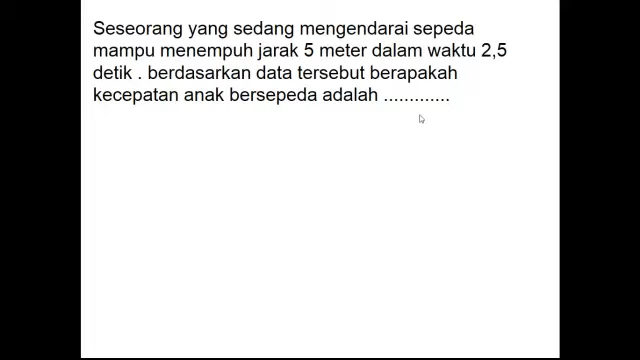 Seseorang yang sedang mengendarai sepeda
mampu menempuh jarak 5 meter dalam waktu 2,5
detik . berdasarkan data tersebut berapakah
kecepatan anak bersepeda adalah .............